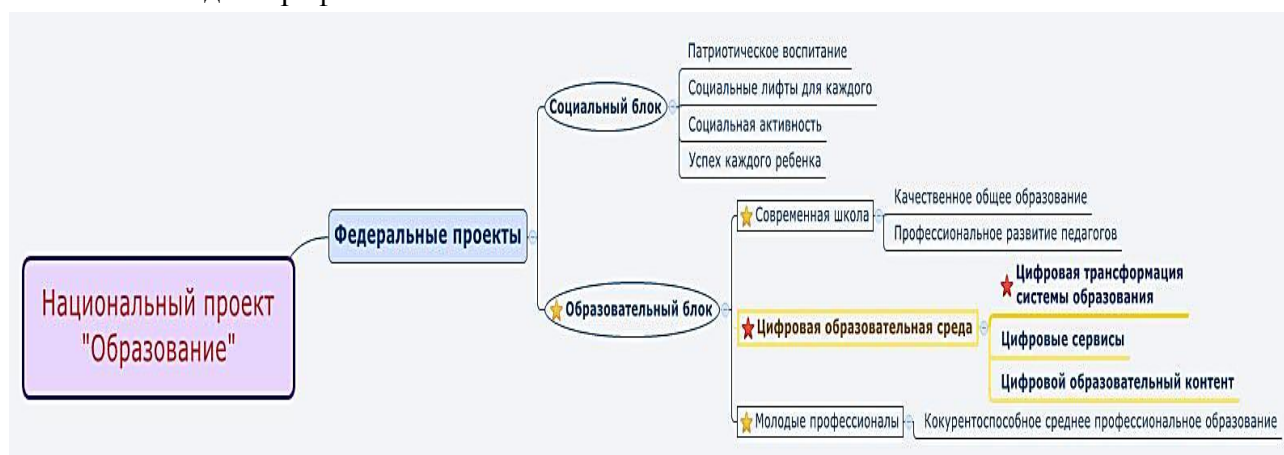 Национальный проект
"Образование"
Федеральные проекты
Социальный блок
Патриотическое воспитание
Социальные лифты для каждого
Социальная активность
Успех каждого ребенка
Образовательный блок
Современная школа
Качественное общее образование
Профессиональное развитие педагогов
Цифровая образовательная среда
Цифровая трансформация
системы образования
Цифровые сервисы
Цифровой образовательный контент
Молодые профессионалы
Кокурентоспособное среднее профессиональное образование